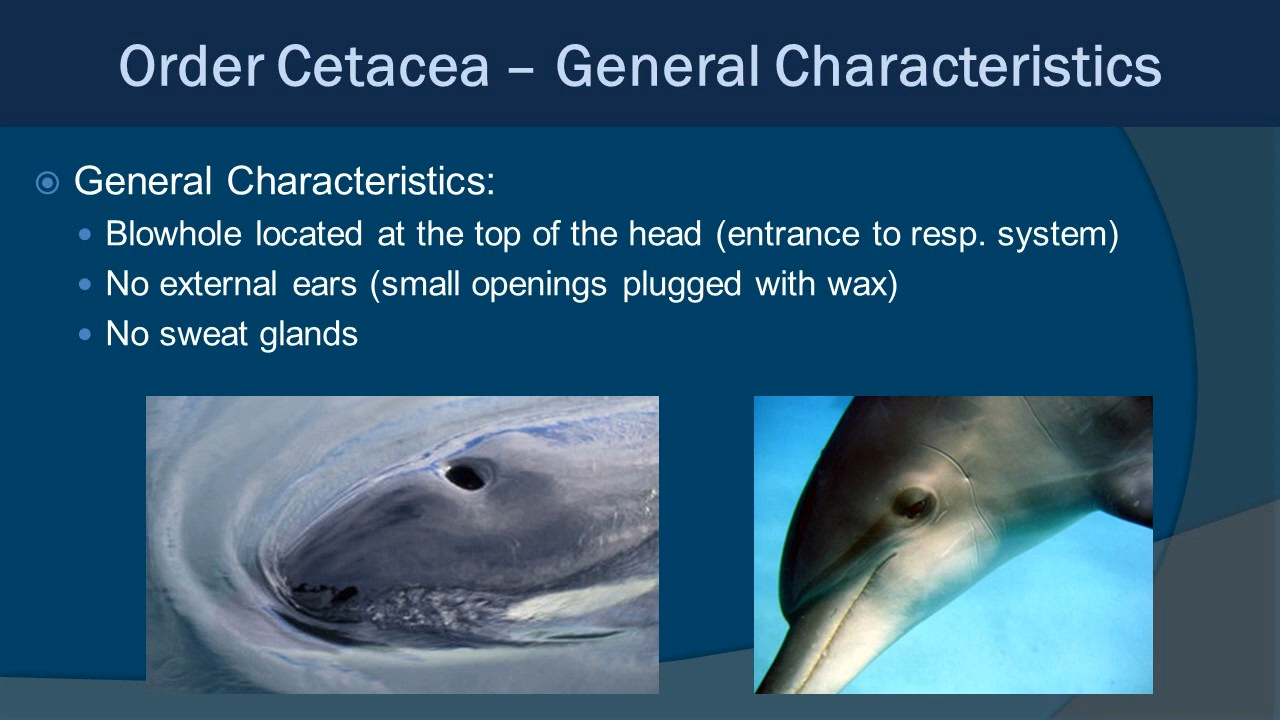 Order Cetacea – General Characteristics
General Characteristics:
Blowhole located at the top of the head (entrance to resp. system)
No external ears (small openings plugged with wax)
No sweat glands